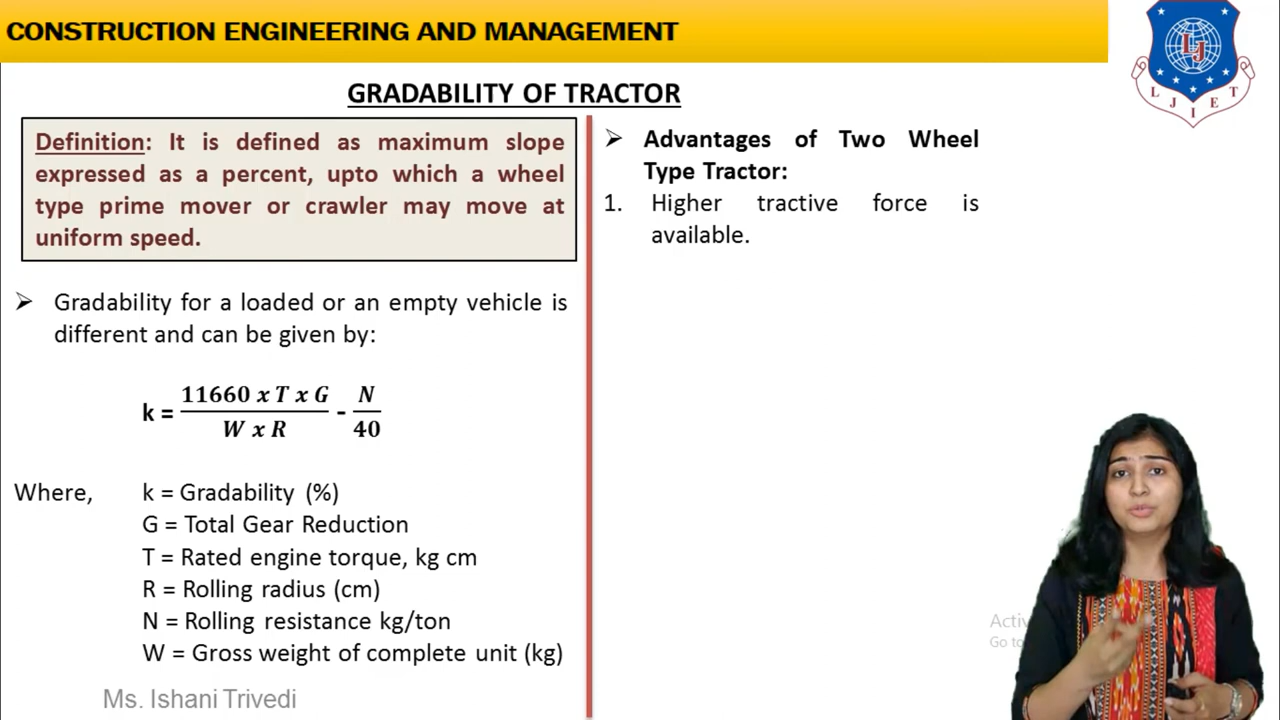 CONSTRUCTION ENGINEERING AND MANAGEMENT
L J I E T
GRADABILITY OF TRACTOR
Definition: It is defined as maximum slope
expressed as a percent, upto which a wheel
type prime mover or crawler may move at
uniform speed.
➢ Gradability for a loaded or an empty vehicle is
different and can be given by:
k = 11660 x T x G / W x R - N / 40
Where, k = Gradability (%)
G = Total Gear Reduction
T = Rated engine torque, kg cm
R = Rolling radius (cm)
N = Rolling resistance kg/ton
W = Gross weight of complete unit (kg)
Ms. Ishani Trivedi
➢ Advantages of Two Wheel
Type Tractor:
1. Higher tractive force is
available.
Go to